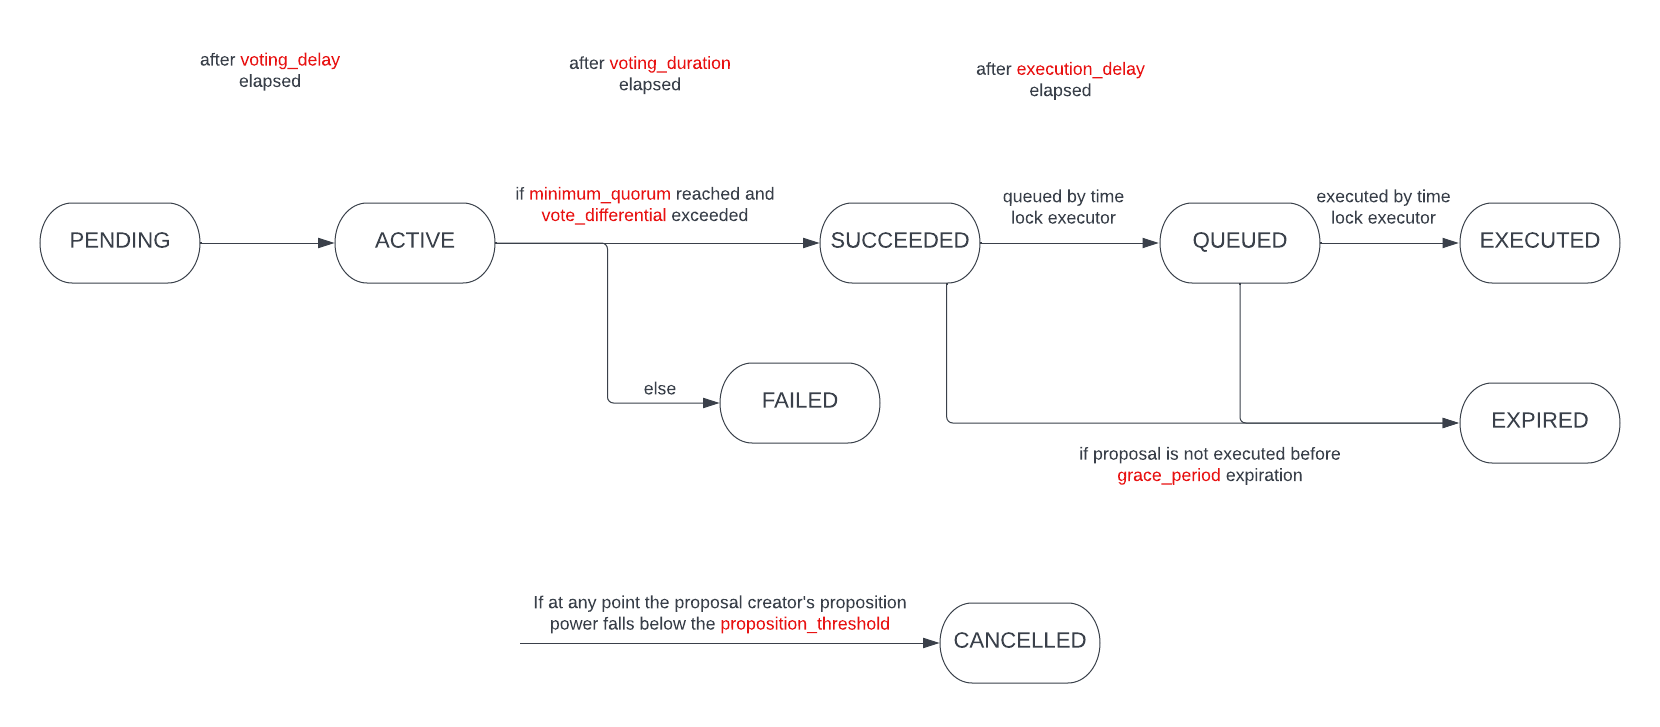 after voting_delay
elapsed
after voting_duration
elapsed
after execution_delay
elapsed
if minimum_quorum reached and
vote_differential exceeded
queued by time
lock executor
executed by time
lock executor
PENDING
ACTIVE
SUCCEEDED
QUEUED
EXECUTED
else
FAILED
EXPIRED
if proposal is not executed before
grace_period expiration
If at any point the proposal creator's proposition
power falls below the proposition_threshold
CANCELLED